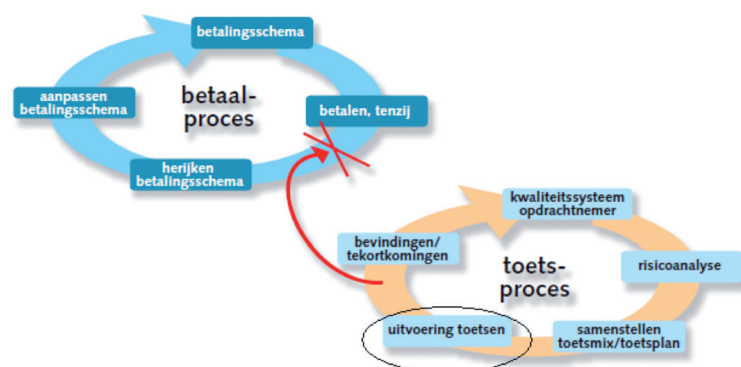 betalingsschema
aanpassen
betalingsschema
betaal-
proces
betalen, tenzij
herijken
betalingsschema
kwaliteitssysteem
opdrachtnemer
bevindingen/
tekortkomingen
toets-
proces
risicoanalyse
uitvoering toetsen
samenstellen
toetsmix/toetsplan